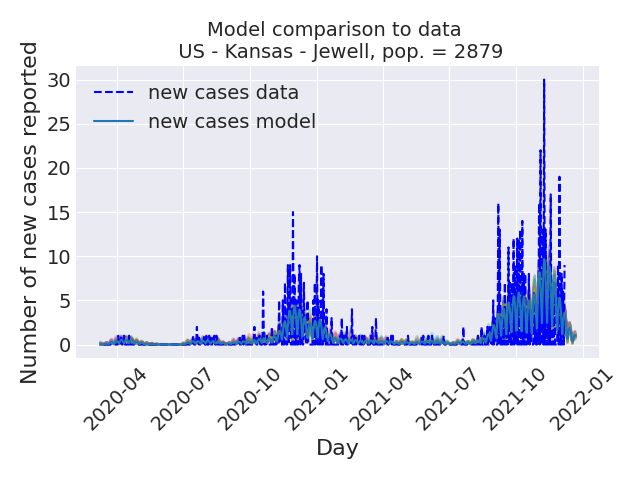 Model comparison to data
US - Kansas - Jewell, pop. = 2879
Number of new cases reported
30
25
20
15
10
5
0
new cases data
new cases model
2020-04
2020-07
2020-10
2021-01
2021-04
2021-07
2021-10
2022-01
Day